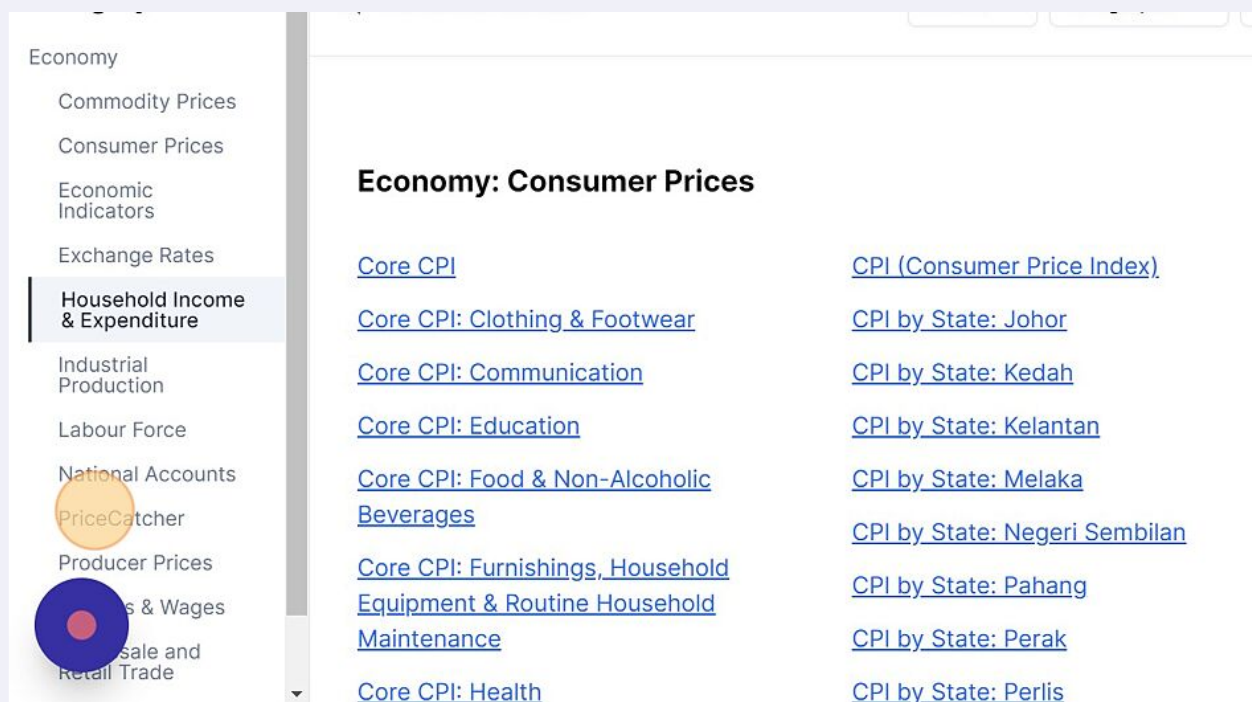 Economy
Commodity Prices
Consumer Prices
Economic
Indicators
Exchange Rates
Household Income
& Expenditure
Industrial
Production
Labour Force
National Accounts
PriceCatcher
Producer Prices
& Wages
and
Retail Trade
Economy: Consumer Prices
Core CPI
Core CPI: Clothing & Footwear
Core CPI: Communication
Core CPI: Education
Core CPI: Food & Non-Alcoholic
Beverages
Core CPI: Furnishings, Household
Equipment & Routine Household
Maintenance
Core CPI: Health
CPI (Consumer Price Index)
CPI by State: Johor
CPI by State: Kedah
CPI by State: Kelantan
CPI by State: Melaka
CPI by State: Negeri Sembilan
CPI by State: Pahang
CPI by State: Perak
CPI by State: Perlis